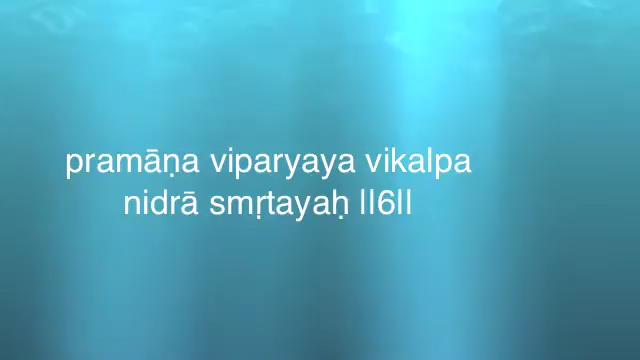 pramāṇa viparyaya vikalpa
nidrā smṛtayaḥ ll6ll